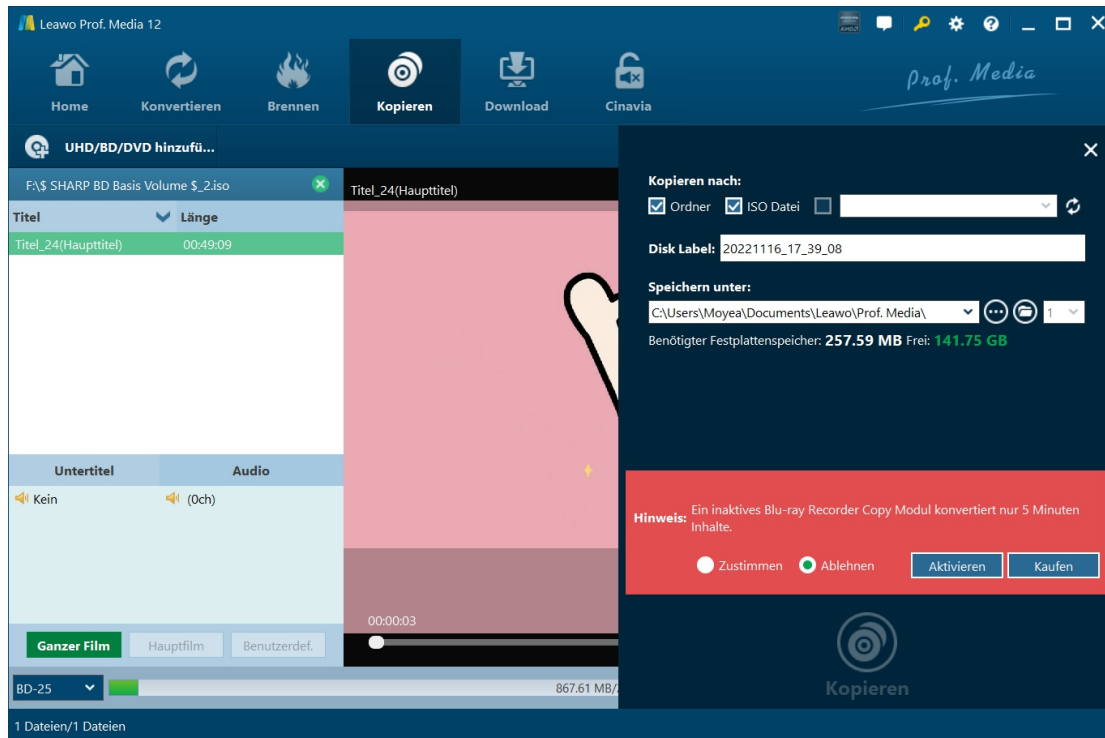 Leawo Prof. Media 12
Home
Konvertieren
Brennen
Kopieren
Download
Cinavia
Prof. Media
UHD/BD/DVD hinzufü...
F:\$ SHARP BD Basis Volume $_2.iso
Titel
Länge
Titel_24(Haupttitel)
00:49:09
Untertitel
Audio
Kein
(0ch)
Ganzer Film
Hauptfilm
Benutzerdef.
Titel_24(Haupttitel)
00:00:03
BD-25
867.61 MB/
1 Dateien/1 Dateien
Kopieren nach:
Ordner
ISO Datei
Disk Label: 20221116_17_39_08
Speichern unter:
C:\Users\Moyea\Documents\Leawo\Prof. Media\
1
Benötigter Festplattenspeicher: 257.59 MB Frei: 141.75 GB
Hinweis: Ein inaktives Blu-ray Recorder Copy Modul konvertiert nur 5 Minuten
Inhalte.
Zustimmen
Ablehnen
Aktivieren
Kaufen
Kopieren